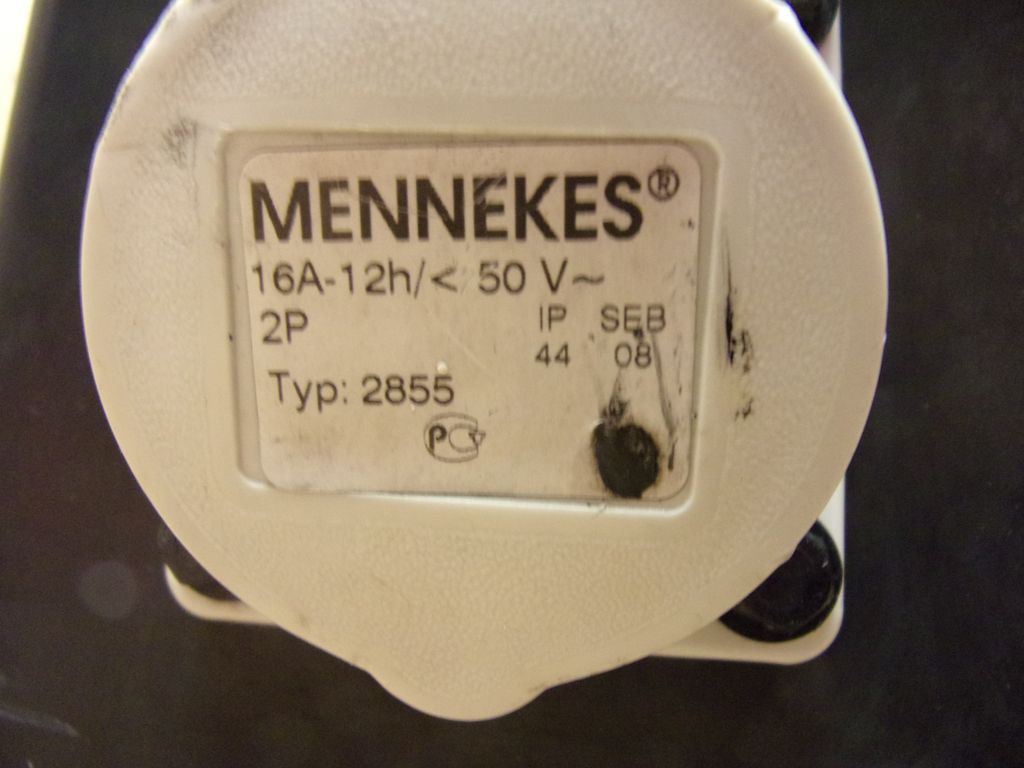 MENNEKES®
16A-12h/< 50 V~
2P IP SEB
44 08
Typ: 2855